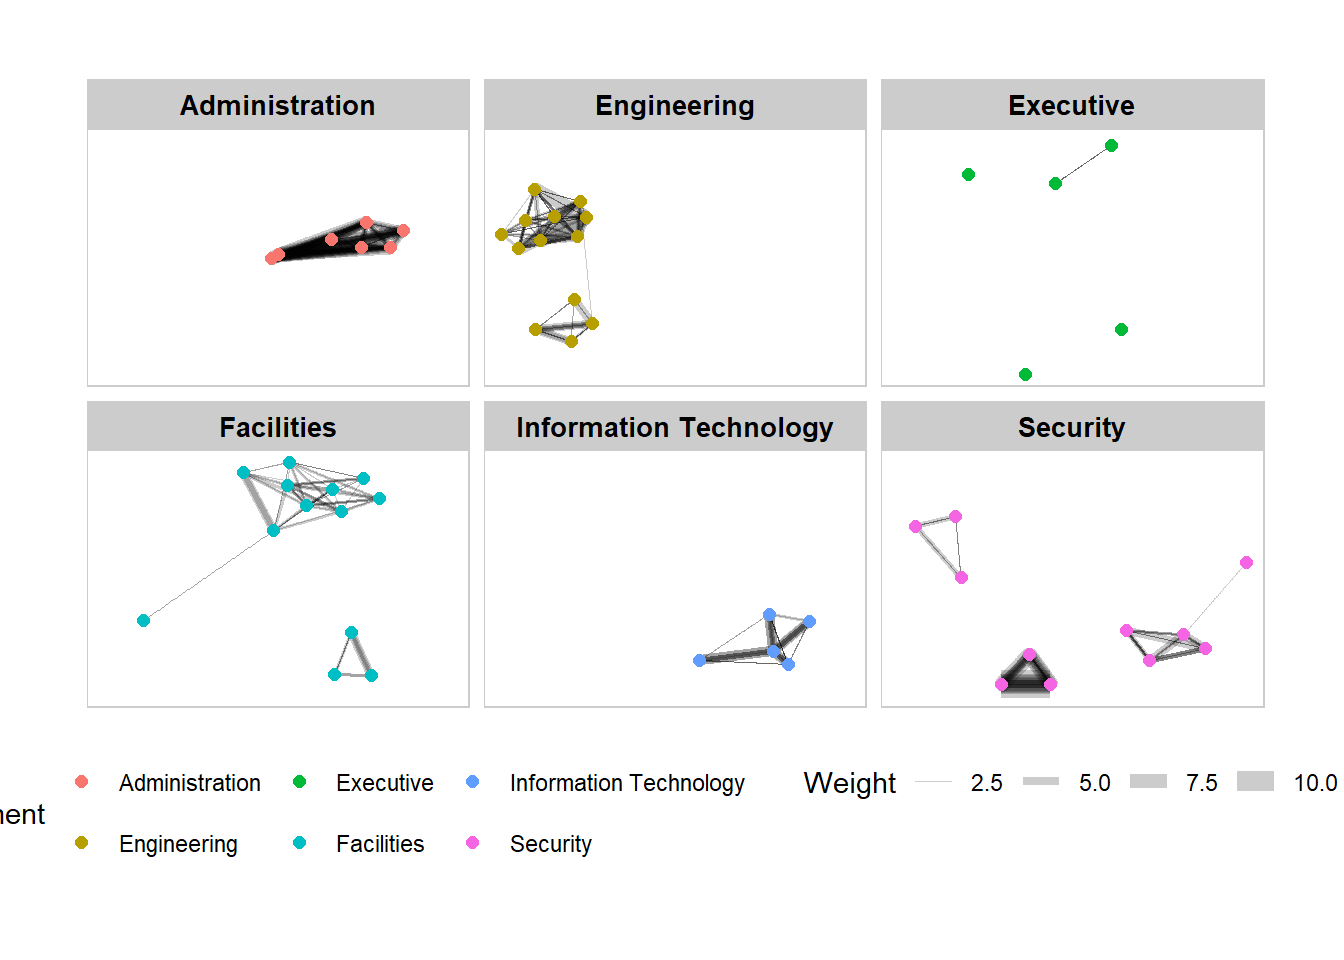 Administration
Engineering
Executive
Facilities
Information Technology
Security
Administration
Executive
Information Technology
Weight
2.5
5.0
7.5
10.0
Engineering
Facilities
Security